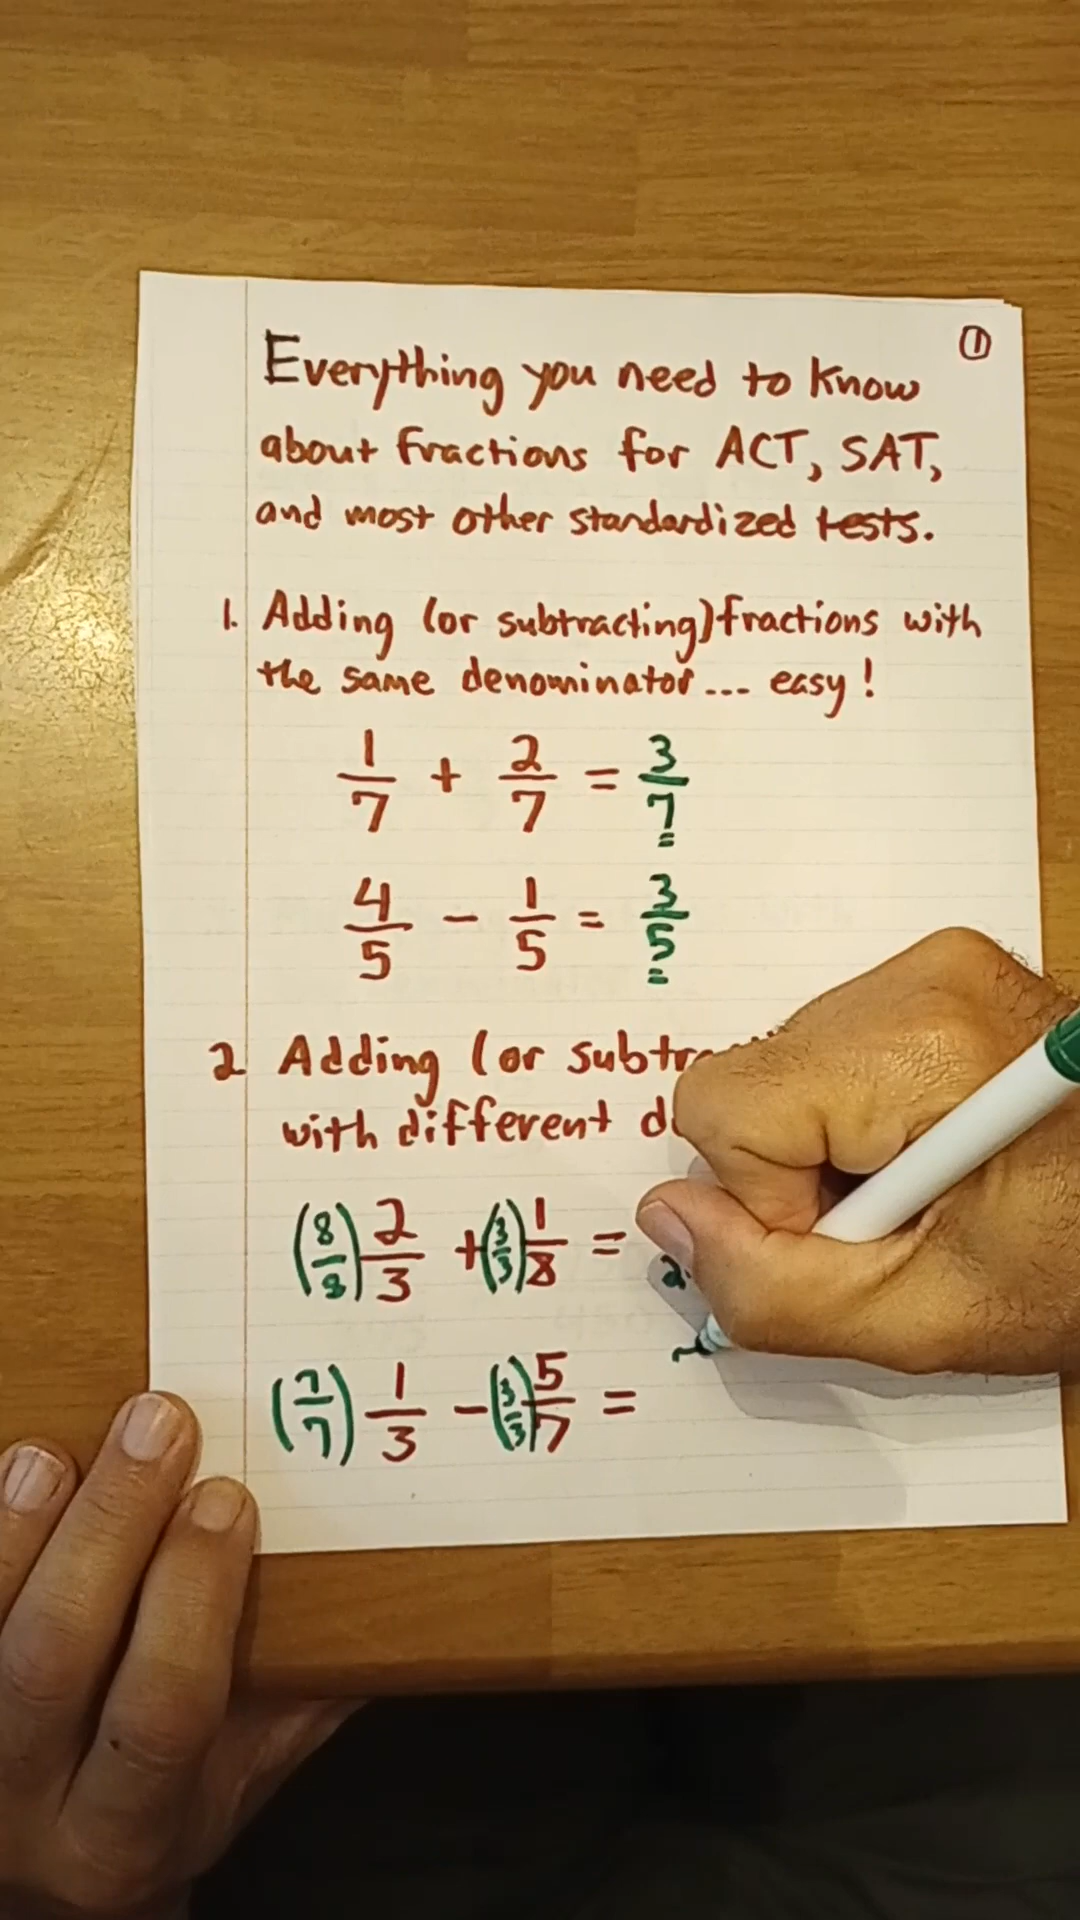 ①
Everything you need to know
about fractions for ACT, SAT,
and most other standardized tests.
1. Adding (or subtracting) fractions with
the same denominator... easy!
1/7 + 2/7 = 3/7
4/5 - 1/5 = 3/5
2 Adding (or
with different
(8/8) 2/3 + (3/3) 1/8 =
(7/7) 1/3 - (3/3) 5/7 =